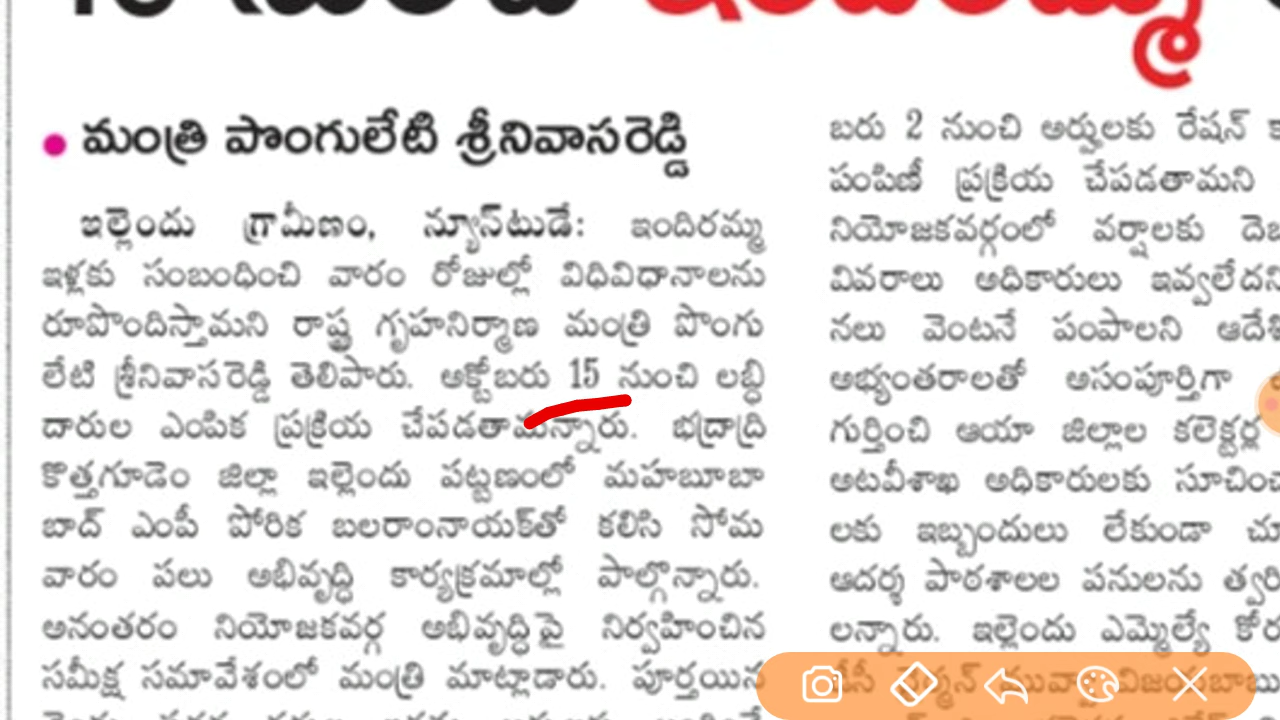 మంత్రి పొంగులేటి శ్రీనివాసరెడ్డి
ఇల్లెందు గ్రామీణం, న్యూస్‌టుడే: ఇందిరమ్మ
ఇళ్లకు సంబంధించి వారం రోజుల్లో విధివిధానాలను
రూపొందిస్తామని రాష్ట్ర గృహనిర్మాణ మంత్రి పొంగు
లేటి శ్రీనివాసరెడ్డి తెలిపారు. అక్టోబరు 15 నుంచి లబ్ధి
దారుల ఎంపిక ప్రక్రియ చేపడతామన్నారు. భద్రాద్రి
కొత్తగూడెం జిల్లా ఇల్లెందు పట్టణంలో మహబూబా
బాద్ ఎంపీ పోరిక బలరాంనాయక్‌తో కలిసి సోమ
వారం పలు అభివృద్ధి కార్యక్రమాల్లో పాల్గొన్నారు.
అనంతరం నియోజకవర్గ అభివృద్ధిపై నిర్వహించిన
సమీక్ష సమావేశంలో మంత్రి మాట్లాడారు. పూర్తయిన
బరు 2 నుంచి అర్హులకు రేషన్
పంపిణీ ప్రక్రియ చేపడతామని
నియోజకవర్గంలో వర్షాలకు
వివరాలు అధికారులు ఇవ్వలేదని
నలు వెంటనే పంపాలని
అభ్యంతరాలతో అసంపూర్తిగా
గుర్తించి ఆయా జిల్లాల కలెక్టర్ల
అటవీశాఖ అధికారులకు
లకు ఇబ్బందులు లేకుండా
ఆదర్శ పాఠశాలల పనులను
లన్నారు. ఇల్లెందు ఎమ్మెల్యే